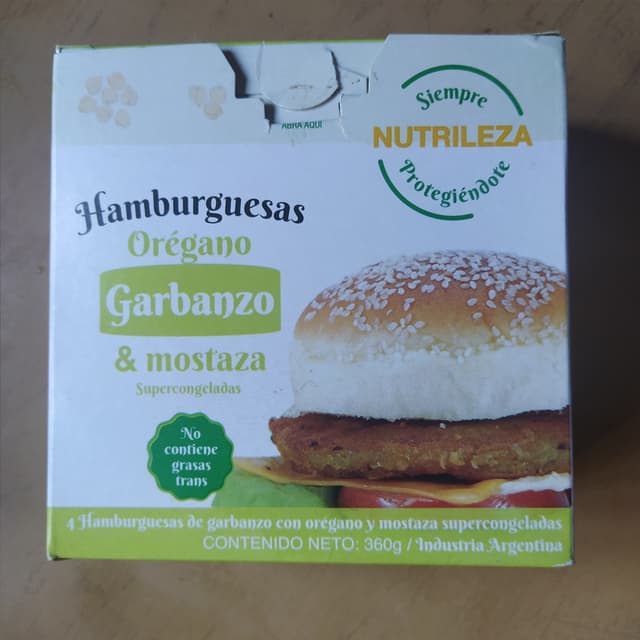 ABRA AQUÍ
Siempre
NUTRILEZA
Protegiéndote
Hamburguesas
Orégano
Garbanzo
& mostaza
Supercongeladas
No
contiene
grasas
trans
4 Hamburguesas de garbanzo con orégano y mostaza supercongeladas
CONTENIDO NETO: 360g / Industria Argentina